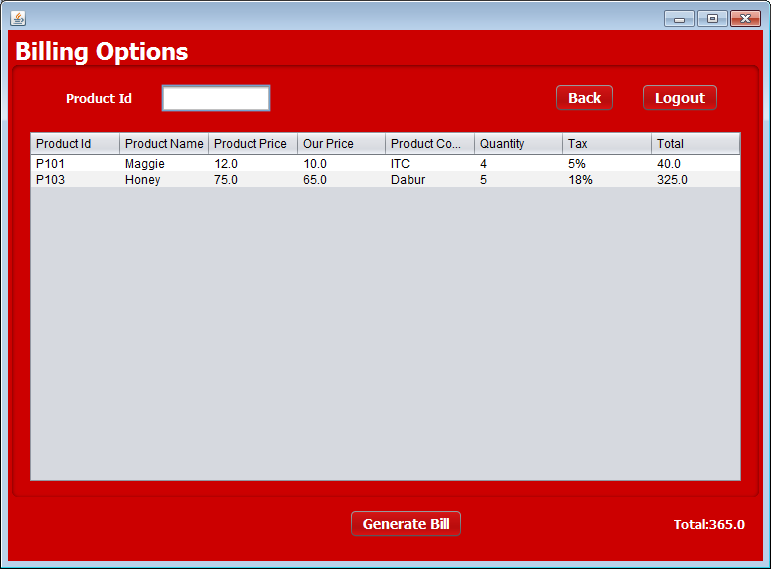 Billing Options
Product Id Back Logout
Product Id Product Name Product Price Our Price Product Co... Quantity Tax Total
P101 Maggie 12.0 10.0 ITC 4 5% 40.0
P103 Honey 75.0 65.0 Dabur 5 18% 325.0
Generate Bill Total:365.0